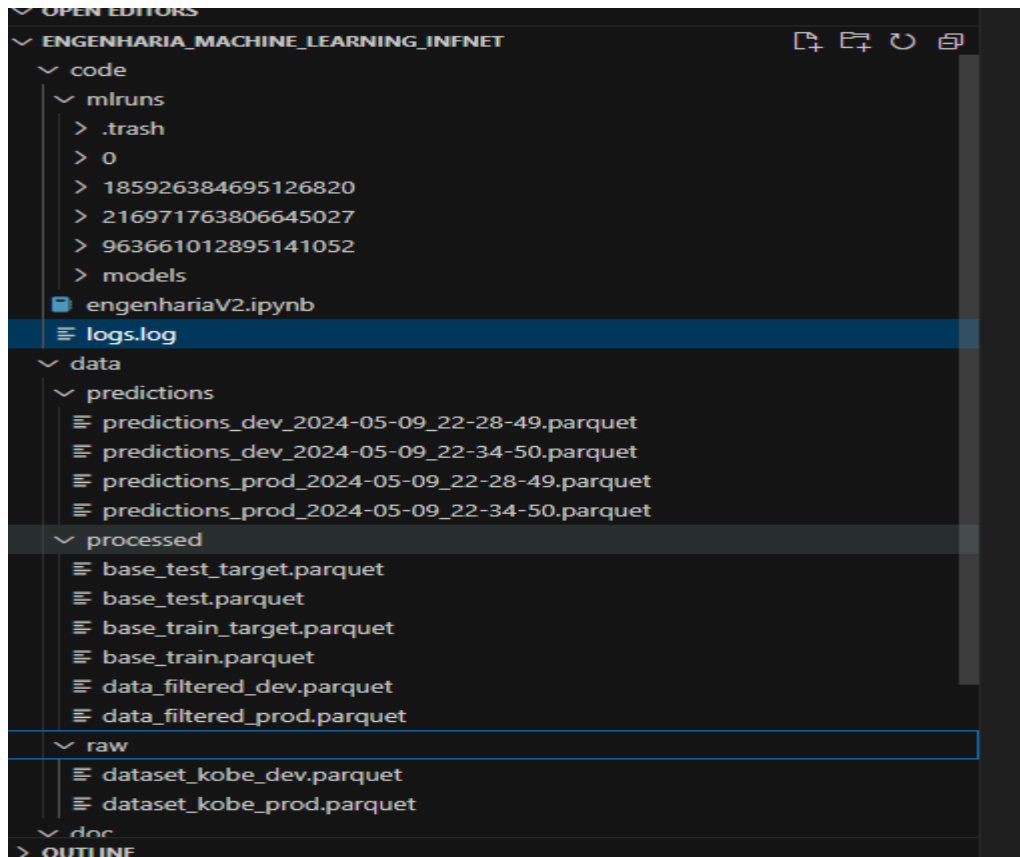 OPEN EDITORS
ENGENHARIA_MACHINE_LEARNING_INFNET
code
mlruns
.trash
0
185926384695126820
216971763806645027
963661012895141052
models
engenhariaV2.ipynb
logs.log
data
predictions
predictions_dev_2024-05-09_22-28-49.parquet
predictions_dev_2024-05-09_22-34-50.parquet
predictions_prod_2024-05-09_22-28-49.parquet
predictions_prod_2024-05-09_22-34-50.parquet
processed
base_test_target.parquet
base_test.parquet
base_train_target.parquet
base_train.parquet
data_filtered_dev.parquet
data_filtered_prod.parquet
raw
dataset_kobe_dev.parquet
dataset_kobe_prod.parquet
doc
OUTLINE